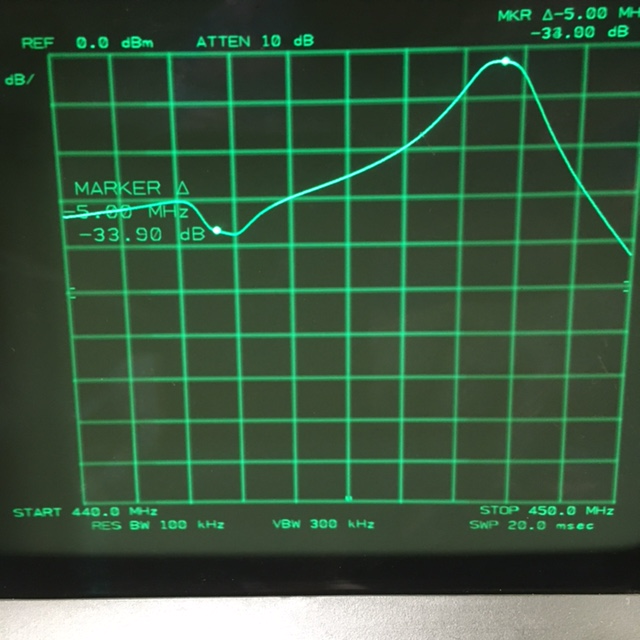 MKR Δ-5.00 MH
REF 0.0 dBm ATTEN 10 dB -33.90 dB
dB/
MARKER Δ
-5.00 MHz
-33.90 dB
START 440.0 MHz STOP 450.0 MHz
RES BW 100 kHz VBW 300 kHz SWP 20.0 msec